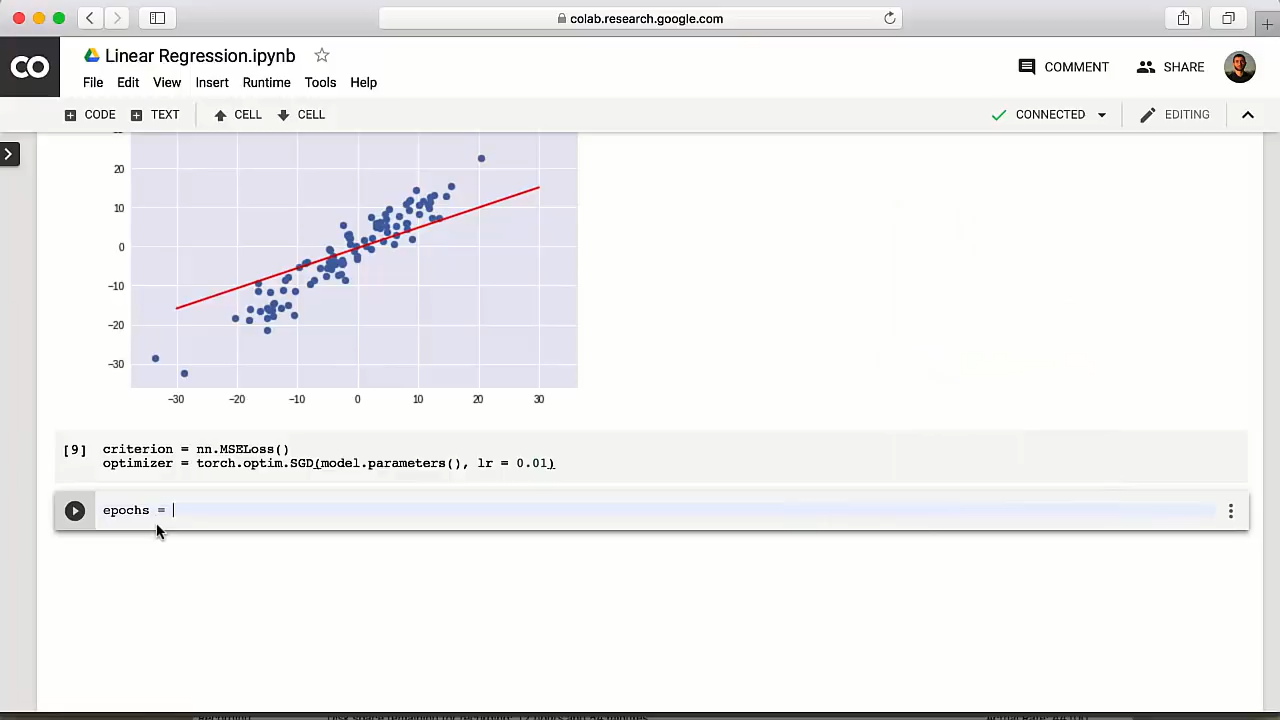 colab.research.google.com
CO
Linear Regression.ipynb
COMMENT
SHARE
File Edit View Insert Runtime Tools Help
CODE TEXT CELL CELL
CONNECTED
EDITING
20
10
0
−10
−20
−30
−30 −20 −10 0 10 20 30
[9] criterion = nn.MSELoss()
optimizer = torch.optim.SGD(model.parameters(), lr = 0.01)
epochs =